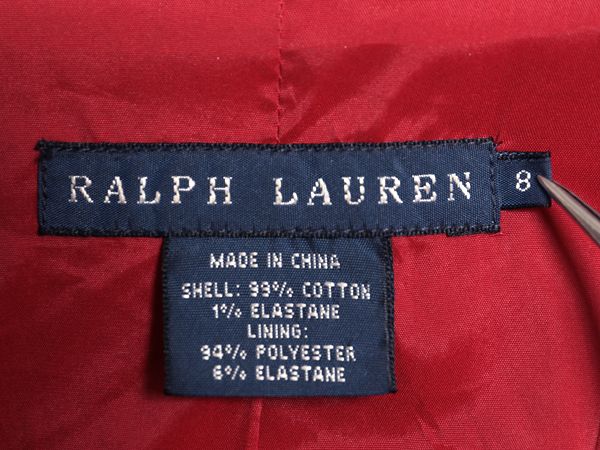 RALPH LAUREN 8
MADE IN CHINA
SHELL: 99% COTTON
1% ELASTANE
LINING:
94% POLYESTER
6% ELASTANE